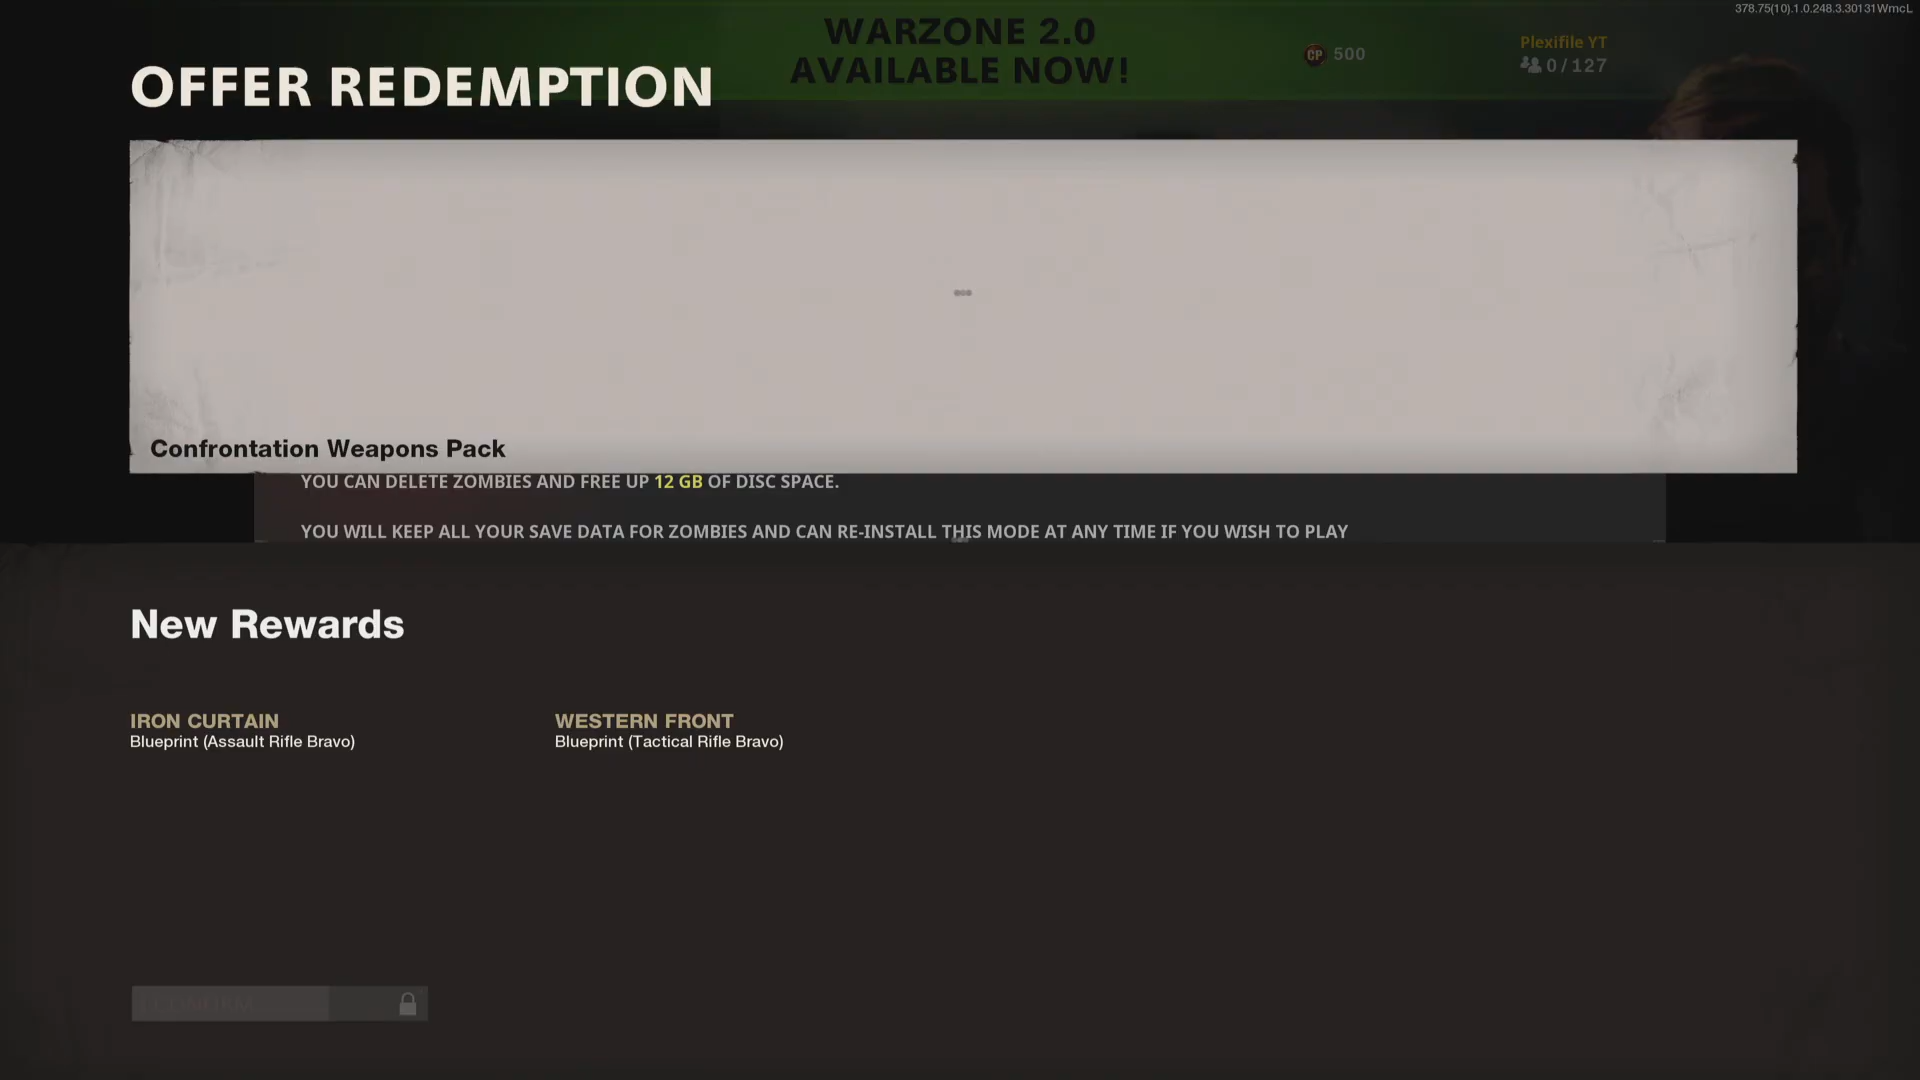 378.75(10).1.0.248.3.30131WmcL
WARZONE 2.0
AVAILABLE NOW!
CP 500
Plexifile YT
0/127
OFFER REDEMPTION
Confrontation Weapons Pack
YOU CAN DELETE ZOMBIES AND FREE UP 12 GB OF DISC SPACE.
YOU WILL KEEP ALL YOUR SAVE DATA FOR ZOMBIES AND CAN RE-INSTALL THIS MODE AT ANY TIME IF YOU WISH TO PLAY
New Rewards
IRON CURTAIN
Blueprint (Assault Rifle Bravo)
WESTERN FRONT
Blueprint (Tactical Rifle Bravo)